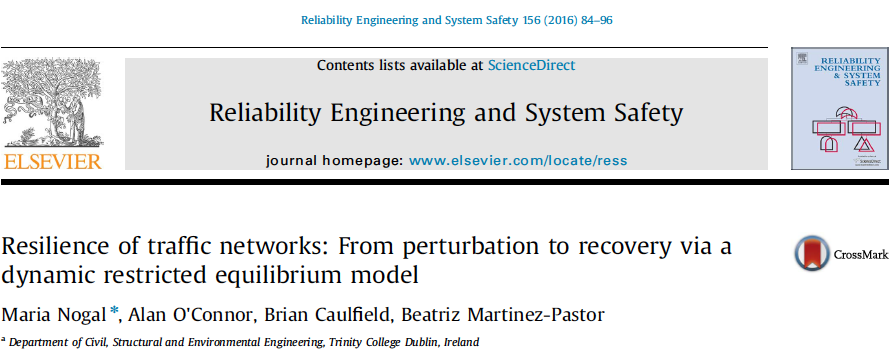 Reliability Engineering and System Safety 156 (2016) 84–96
Contents lists available at ScienceDirect
Reliability Engineering and System Safety
journal homepage: www.elsevier.com/locate/ress
ELSEVIER
RELIABILITY
ENGINEERING
& SYSTEM
SAFETY
Resilience of traffic networks: From perturbation to recovery via a
dynamic restricted equilibrium model
CrossMark
Maria Nogal *, Alan O'Connor, Brian Caulfield, Beatriz Martinez-Pastor
a Department of Civil, Structural and Environmental Engineering, Trinity College Dublin, Ireland